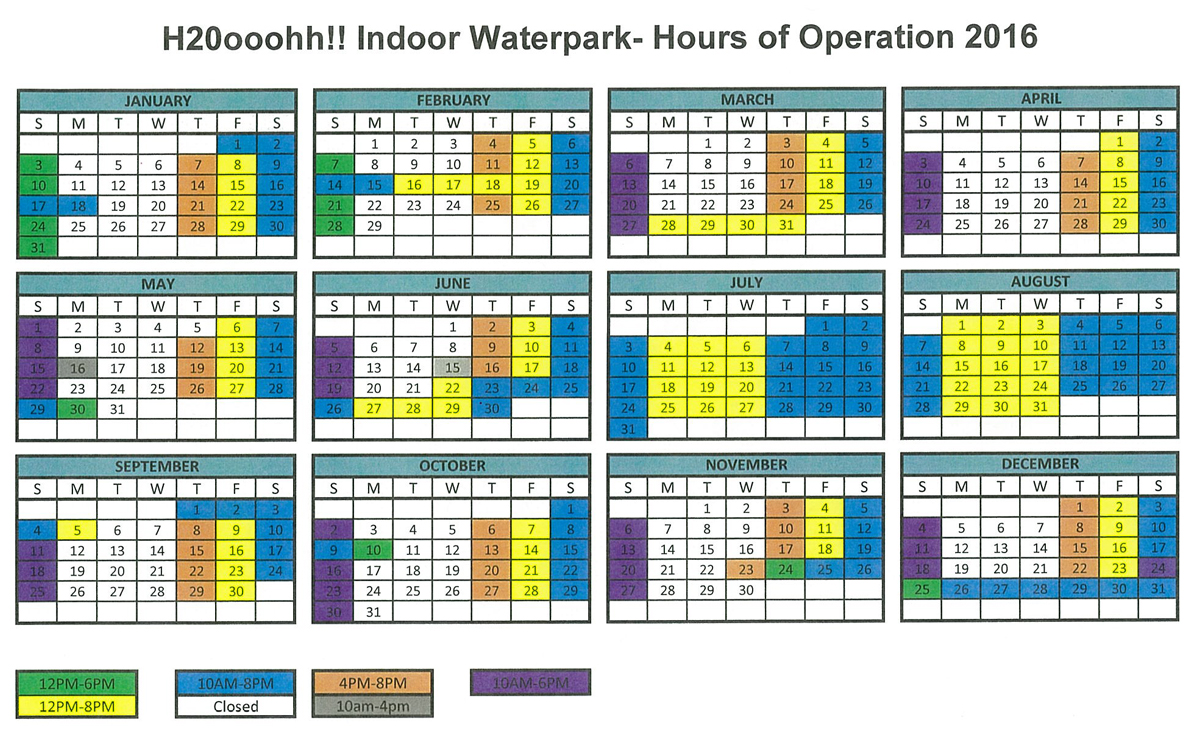 H20ooohh!! Indoor Waterpark- Hours of Operation 2016
JANUARY
S M T W T F S
1 2
3 4 5 6 7 8 9
10 11 12 13 14 15 16
17 18 19 20 21 22 23
24 25 26 27 28 29 30
31
FEBRUARY
S M T W T F S
1 2 3 4 5 6
7 8 9 10 11 12 13
14 15 16 17 18 19 20
21 22 23 24 25 26 27
28 29
MARCH
S M T W T F S
1 2 3 4 5
6 7 8 9 10 11 12
13 14 15 16 17 18 19
20 21 22 23 24 25 26
27 28 29 30 31
APRIL
S M T W T F S
1 2
3 4 5 6 7 8 9
10 11 12 13 14 15 16
17 18 19 20 21 22 23
24 25 26 27 28 29 30
MAY
S M T W T F S
1 2 3 4 5 6 7
8 9 10 11 12 13 14
15 16 17 18 19 20 21
22 23 24 25 26 27 28
29 30 31
JUNE
S M T W T F S
1 2 3 4
5 6 7 8 9 10 11
12 13 14 15 16 17 18
19 20 21 22 23 24 25
26 27 28 29 30
JULY
S M T W T F S
1 2
3 4 5 6 7 8 9
10 11 12 13 14 15 16
17 18 19 20 21 22 23
24 25 26 27 28 29 30
31
AUGUST
S M T W T F S
1 2 3 4 5 6
7 8 9 10 11 12 13
14 15 16 17 18 19 20
21 22 23 24 25 26 27
28 29 30 31
SEPTEMBER
S M T W T F S
1 2 3
4 5 6 7 8 9 10
11 12 13 14 15 16 17
18 19 20 21 22 23 24
25 26 27 28 29 30
OCTOBER
S M T W T F S
1
2 3 4 5 6 7 8
9 10 11 12 13 14 15
16 17 18 19 20 21 22
23 24 25 26 27 28 29
30 31
NOVEMBER
S M T W T F S
1 2 3 4 5
6 7 8 9 10 11 12
13 14 15 16 17 18 19
20 21 22 23 24 25 26
27 28 29 30
DECEMBER
S M T W T F S
1 2 3
4 5 6 7 8 9 10
11 12 13 14 15 16 17
18 19 20 21 22 23 24
25 26 27 28 29 30 31
12PM-6PM
12PM-8PM
10AM-8PM
Closed
4PM-8PM
10am-4pm
10AM-6PM